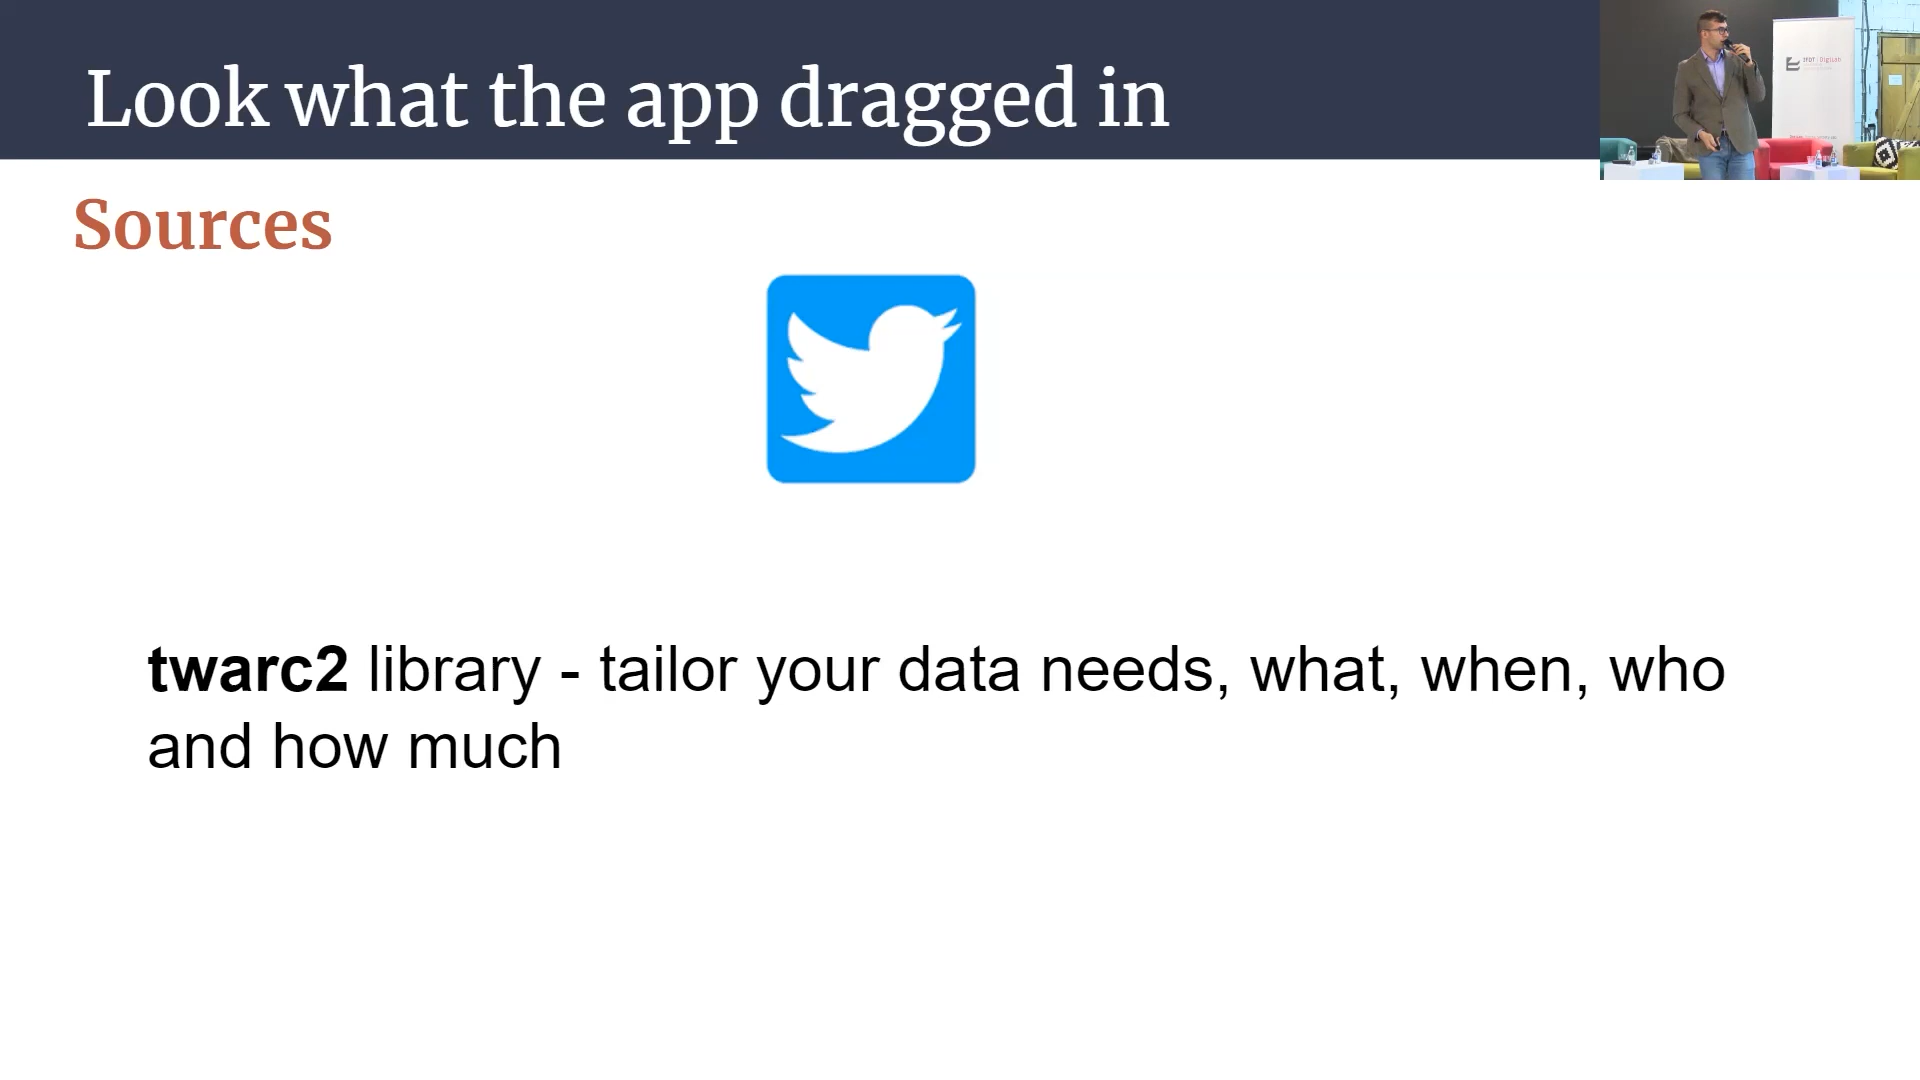 Look what the app dragged in
Sources
twarc2 library - tailor your data needs, what, when, who
and how much